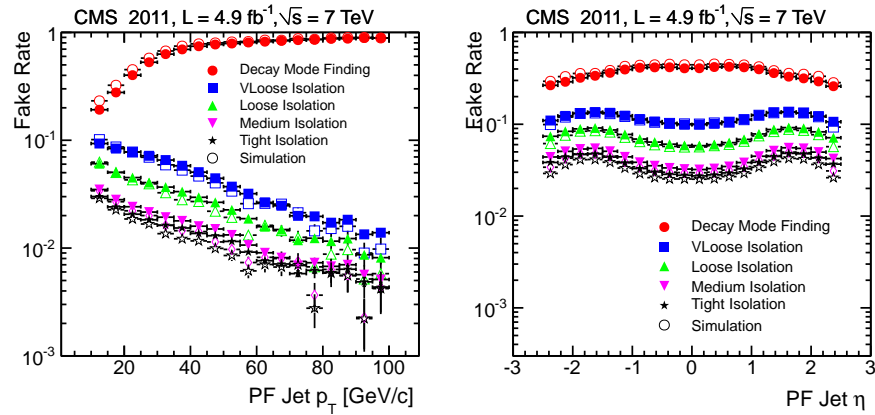 CMS 2011, L = 4.9 fb⁻¹,√s = 7 TeV
Fake Rate
1
10⁻¹
10⁻²
10⁻³
Decay Mode Finding
VLoose Isolation
Loose Isolation
Medium Isolation
Tight Isolation
Simulation
20 40 60 80 100
PF Jet p_T [GeV/c]
CMS 2011, L = 4.9 fb⁻¹,√s = 7 TeV
Fake Rate
1
10⁻¹
10⁻²
10⁻³
Decay Mode Finding
VLoose Isolation
Loose Isolation
Medium Isolation
Tight Isolation
Simulation
-3 -2 -1 0 1 2 3
PF Jet η